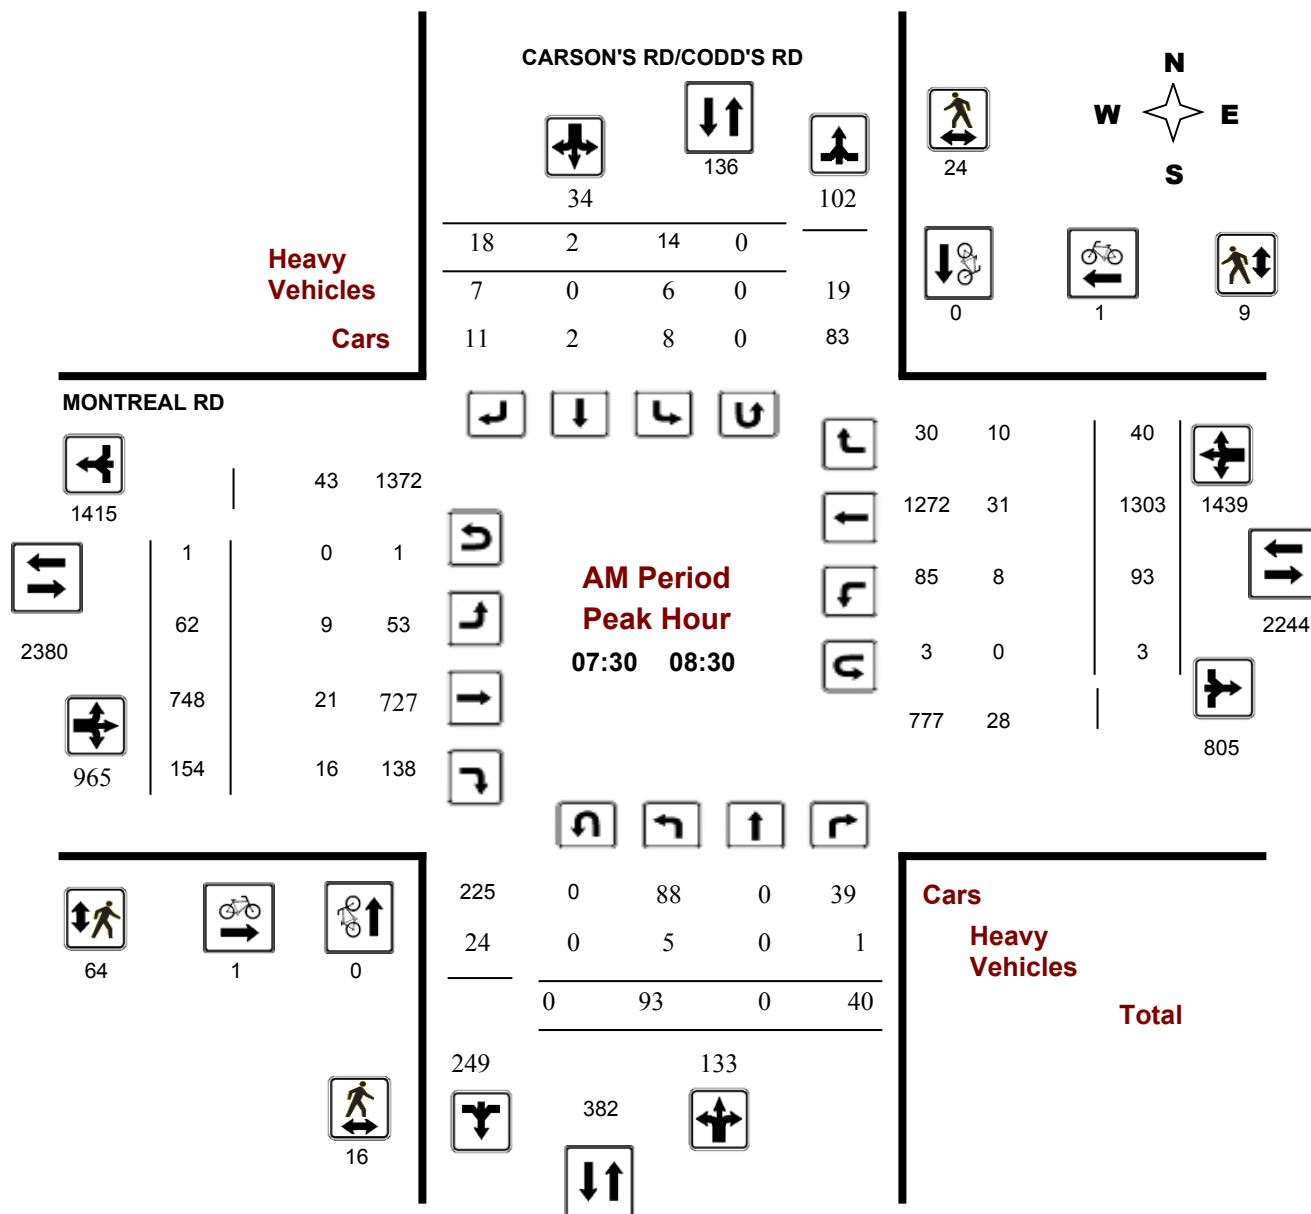 CARSON'S RD/CODD'S RD
N
W E
S
136
24
34 102
18 2 14 0
Heavy
Vehicles
7 0 6 0 19
0 1 9
Cars
11 2 8 0 83
MONTREAL RD
30 10 40
43 1372
1415
1272 31 1303 1439
1 0 1
AM Period
Peak Hour
07:30 08:30
85 8 93
62 9 53
2380
2244
3 0 3
748 21 727
777 28
805
965 154 16 138
225 0 88 0 39
Cars
24 0 5 0 1
Heavy
Vehicles
64 1 0
0 93 0 40
Total
249 133
382
16